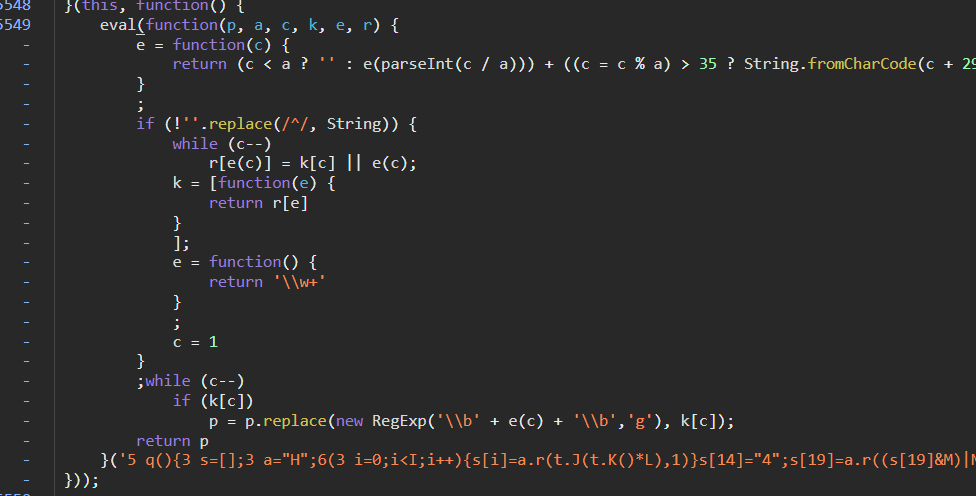 5548 }(this, function() {
5549 eval(function(p, a, c, k, e, r) {
- e = function(c) {
- return (c < a ? '' : e(parseInt(c / a))) + ((c = c % a) > 35 ? String.fromCharCode(c + 29
- }
- ;
- if (!''.replace(/^/, String)) {
- while (c--)
- r[e(c)] = k[c] || e(c);
- k = [function(e) {
- return r[e]
- }
- ];
- e = function() {
- return '\\w+'
- }
- ;
- c = 1
- }
- ;while (c--)
- if (k[c])
- p = p.replace(new RegExp('\\b' + e(c) + '\\b','g'), k[c]);
- return p
- }('5 q(){3 s=[];3 a="H";6(3 i=0;i<I;i++){s[i]=a.r(t.J(t.K()*L),1)}s[14]="4";s[19]=a.r((s[19]&M)|N
- }));